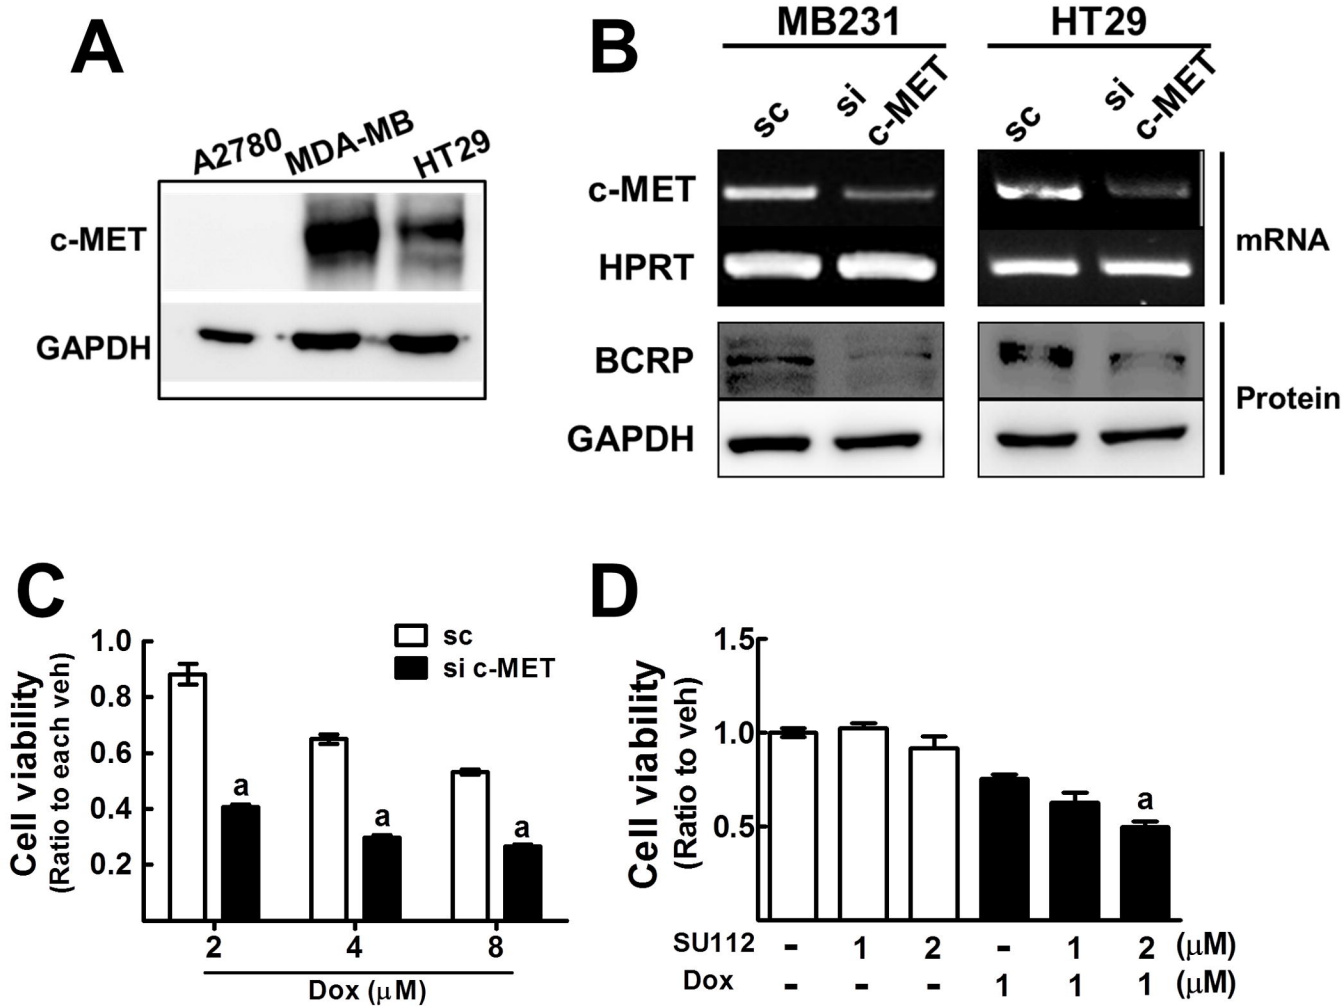 A
A2780 MDA-MB HT29
c-MET
GAPDH
B
MB231 HT29
sc si c-MET sc si c-MET
c-MET
HPRT
mRNA
BCRP
GAPDH
Protein
C
Cell viability
(Ratio to each veh)
1.0
0.8
0.6
0.4
0.2
sc
si c-MET
a a a
2 4 8
Dox (μM)
D
Cell viability
(Ratio to veh)
1.5
1.0
0.5
a
SU112 - 1 2 - 1 2 (μM)
Dox - - - 1 1 1 (μM)